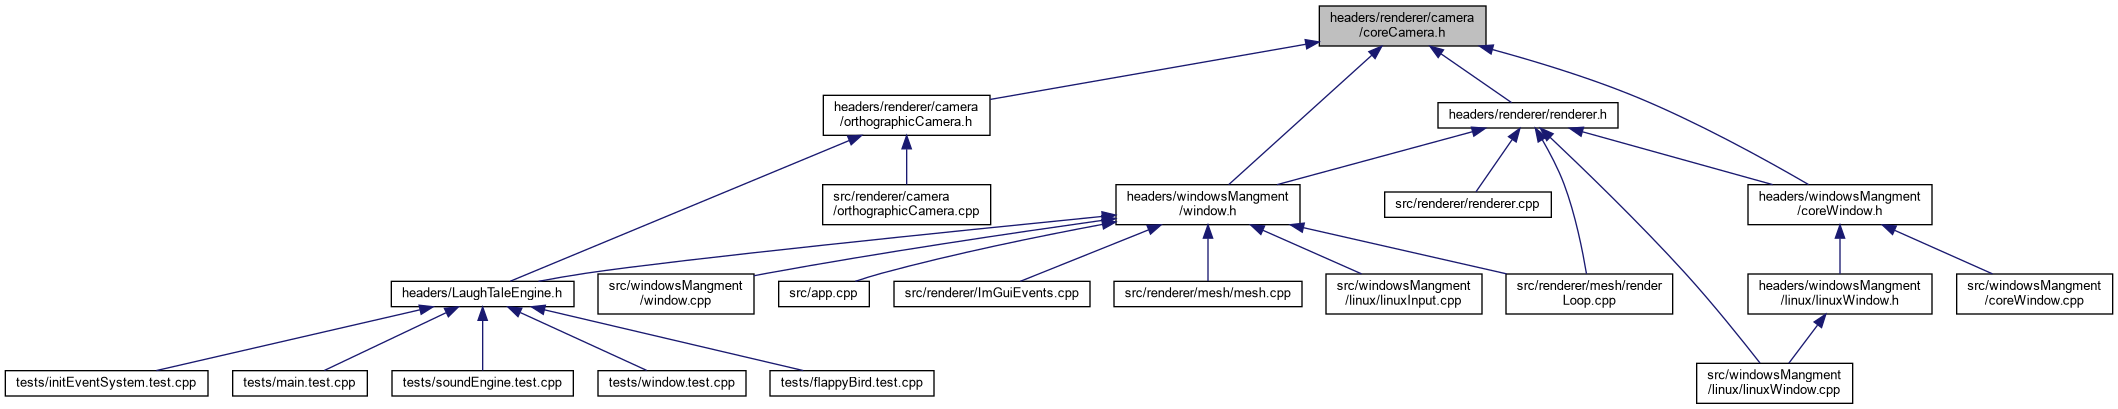 headers/renderer/camera
/coreCamera.h
headers/renderer/camera
/orthographicCamera.h
headers/renderer/renderer.h
src/renderer/camera
/orthographicCamera.cpp
headers/windowsMangment
/window.h
src/renderer/renderer.cpp
headers/windowsMangment
/coreWindow.h
headers/LaughTaleEngine.h
src/windowsMangment
/window.cpp
src/app.cpp
src/renderer/ImGuiEvents.cpp
src/renderer/mesh/mesh.cpp
src/windowsMangment
/linux/linuxInput.cpp
src/renderer/mesh/render
Loop.cpp
headers/windowsMangment
/linux/linuxWindow.h
src/windowsMangment
/coreWindow.cpp
tests/initEventSystem.test.cpp
tests/main.test.cpp
tests/soundEngine.test.cpp
tests/window.test.cpp
tests/flappyBird.test.cpp
src/windowsMangment
/linux/linuxWindow.cpp